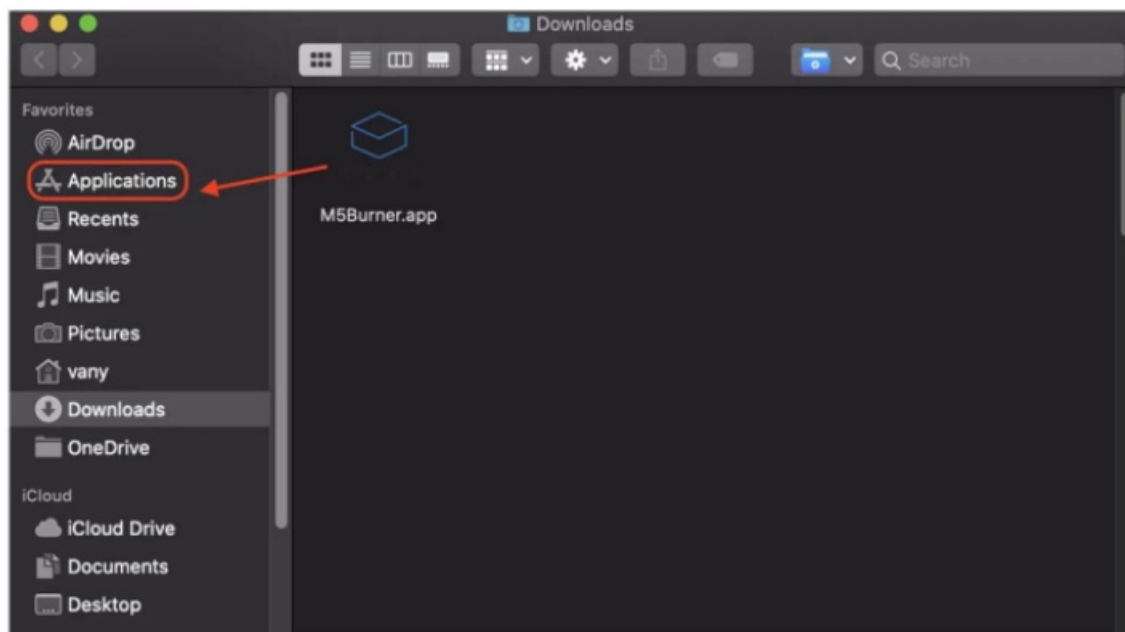 Downloads
Search
Favorites
AirDrop
Applications
Recents
Movies
Music
Pictures
vany
Downloads
OneDrive
iCloud
iCloud Drive
Documents
Desktop
M5Burner.app